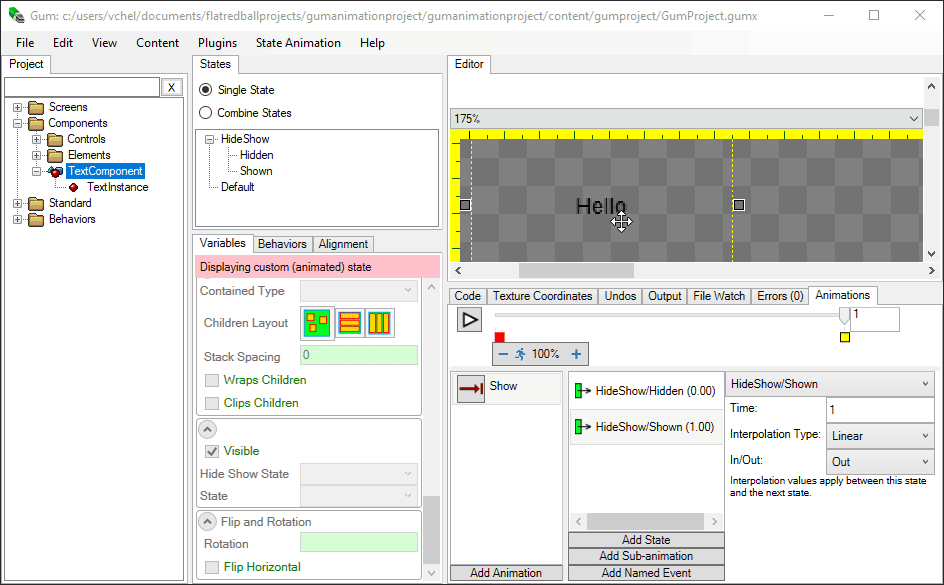 Gum: c:/users/vchel/documents/flatredballprojects/gumanimationproject/gumanimationproject/content/gumproject/GumProject.gumx
File Edit View Content Plugins State Animation Help
Project
X
Screens
Components
Controls
Elements
TextComponent
TextInstance
Standard
Behaviors
States
Single State
Combine States
HideShow
Hidden
Shown
Default
Variables Behaviors Alignment
Displaying custom (animated) state
Contained Type
Children Layout
Stack Spacing 0
Wraps Children
Clips Children
Visible
Hide Show State
State
Flip and Rotation
Rotation
Flip Horizontal
Editor
175%
Hello
Code Texture Coordinates Undos Output File Watch Errors (0) Animations
1
100%
Show
Add Animation
HideShow/Hidden (0.00)
HideShow/Shown (1.00)
Add State
Add Sub-animation
Add Named Event
HideShow/Shown
Time: 1
Interpolation Type: Linear
In/Out: Out
Interpolation values apply between this state
and the next state.